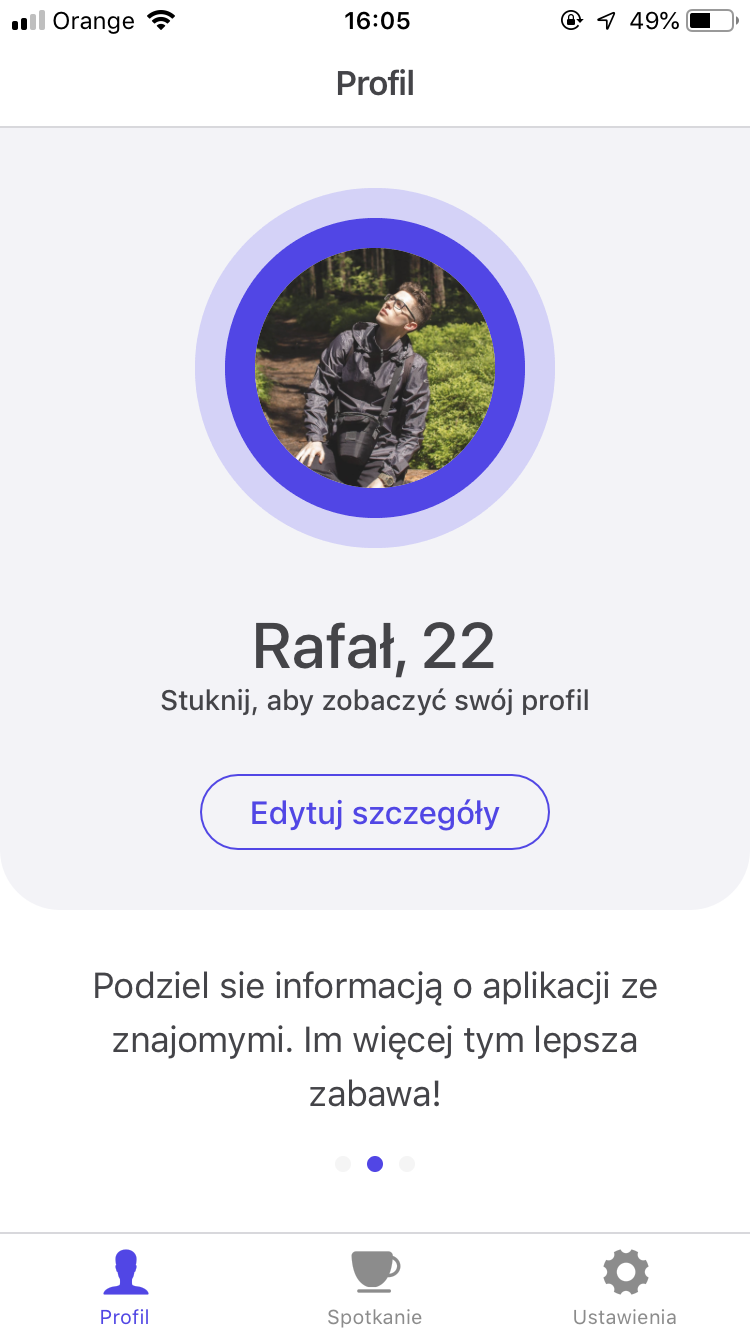 Orange 16:05 49%
Profil
Rafał, 22
Stuknij, aby zobaczyć swój profil
Edytuj szczegóły
Podziel sie informacją o aplikacji ze
znajomymi. Im więcej tym lepsza
zabawa!
Profil Spotkanie Ustawienia